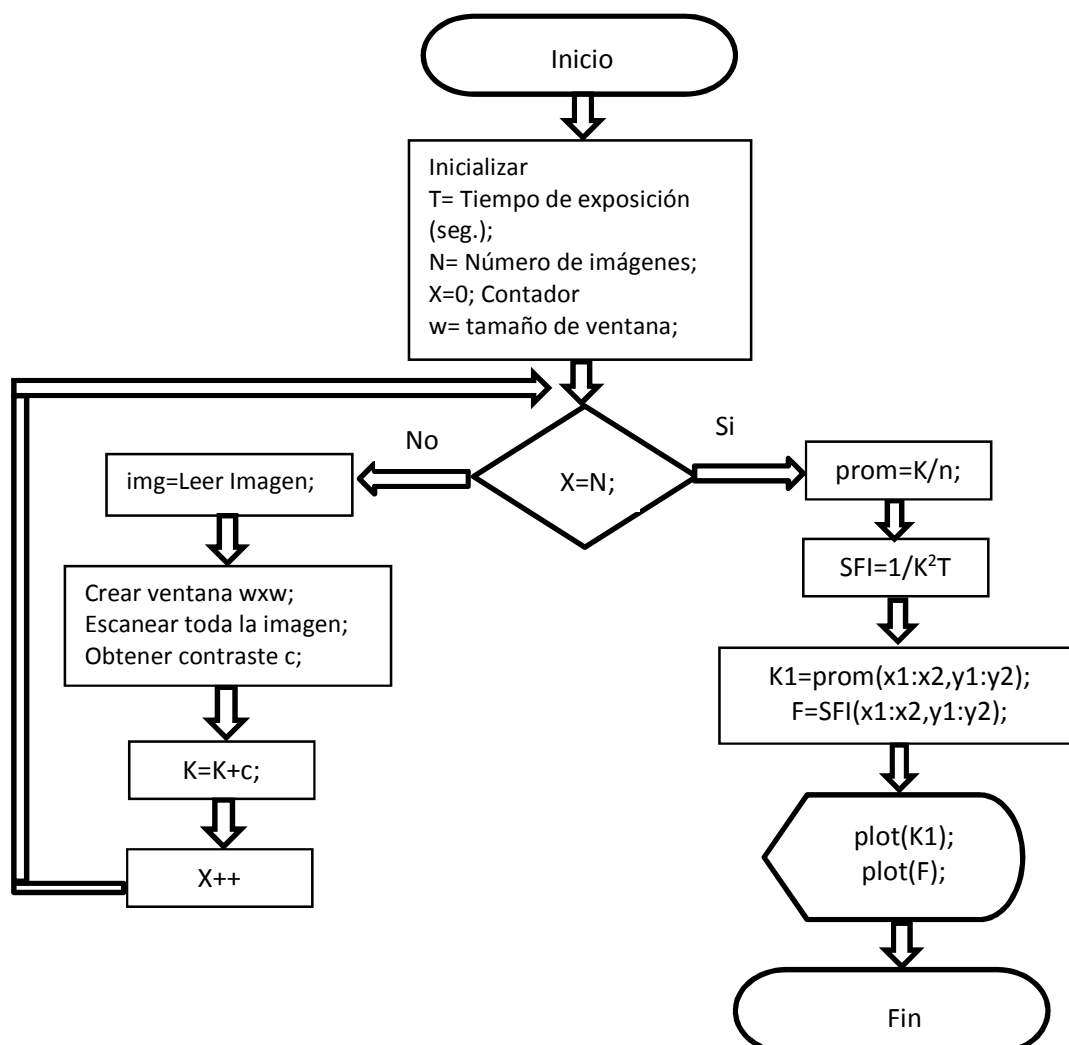 Inicio
Inicializar
T= Tiempo de exposición
(seg.);
N= Número de imágenes;
X=0; Contador
w= tamaño de ventana;
No
Si
img=Leer Imagen;
X=N;
prom=K/n;
Crear ventana wxw;
Escanear toda la imagen;
Obtener contraste c;
SFI=1/K²T
K1=prom(x1:x2,y1:y2);
F=SFI(x1:x2,y1:y2);
K=K+c;
X++
plot(K1);
plot(F);
Fin